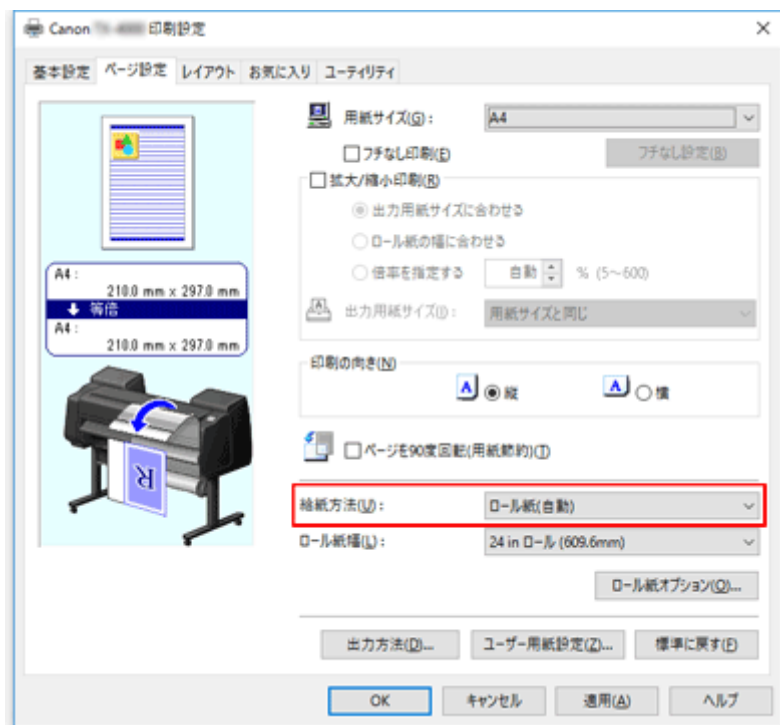 Canon 印刷設定
基本設定 ページ設定 レイアウト お気に入り ユーティリティ
用紙サイズ(G): A4
フチなし印刷(E) フチなし設定(B)
拡大/縮小印刷(R)
出力用紙サイズに合わせる
ロール紙の幅に合わせる
倍率を指定する 自動 % (5～600)
出力用紙サイズ(I): 用紙サイズと同じ
A4:
210.0 mm x 297.0 mm
等倍
A4:
210.0 mm x 297.0 mm
印刷の向き(N)
A 縦 A 横
ページを90度回転(用紙節約)(T)
R
給紙方法(U): ロール紙(自動)
ロール紙幅(L): 24 in ロール (609.6mm)
ロール紙オプション(O)...
出力方法(D)... ユーザー用紙設定(Z)... 標準に戻す(F)
OK キャンセル 適用(A) ヘルプ